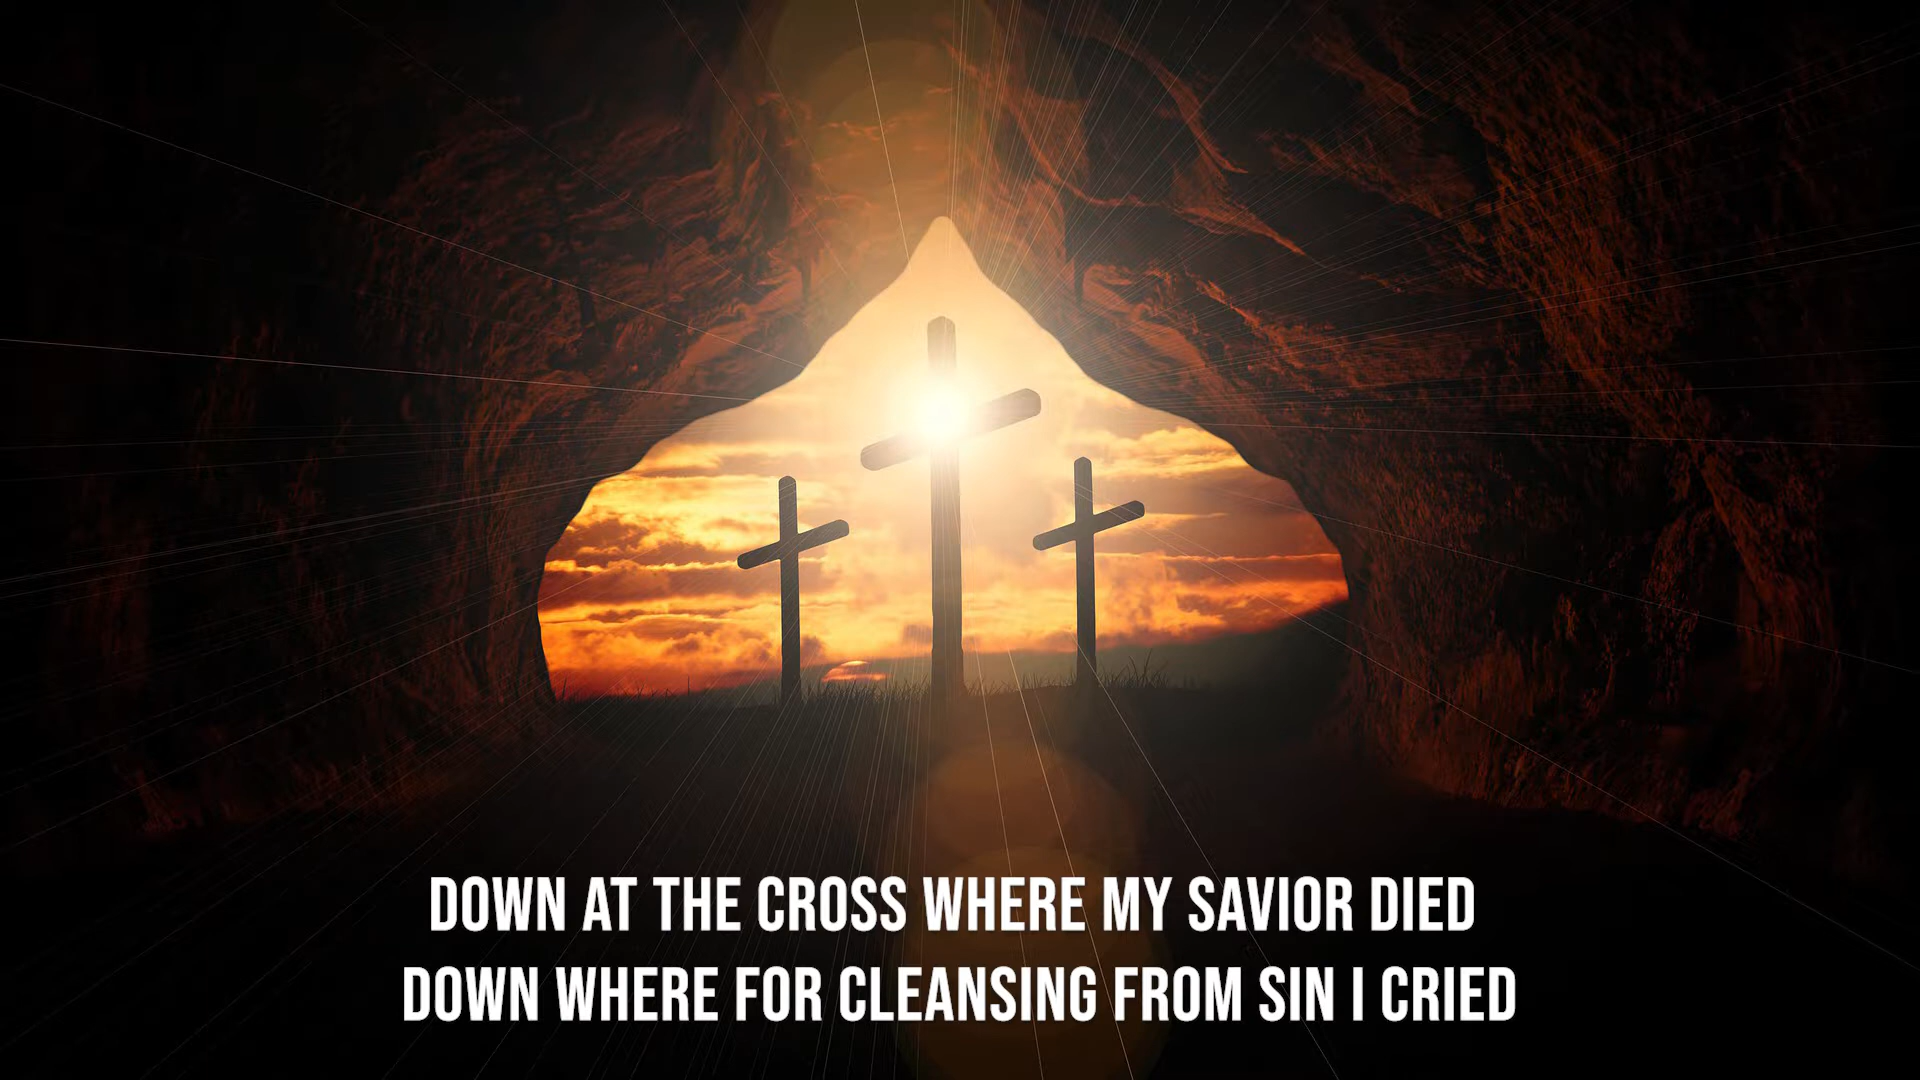 DOWN AT THE CROSS WHERE MY SAVIOR DIED
DOWN WHERE FOR CLEANSING FROM SIN I CRIED